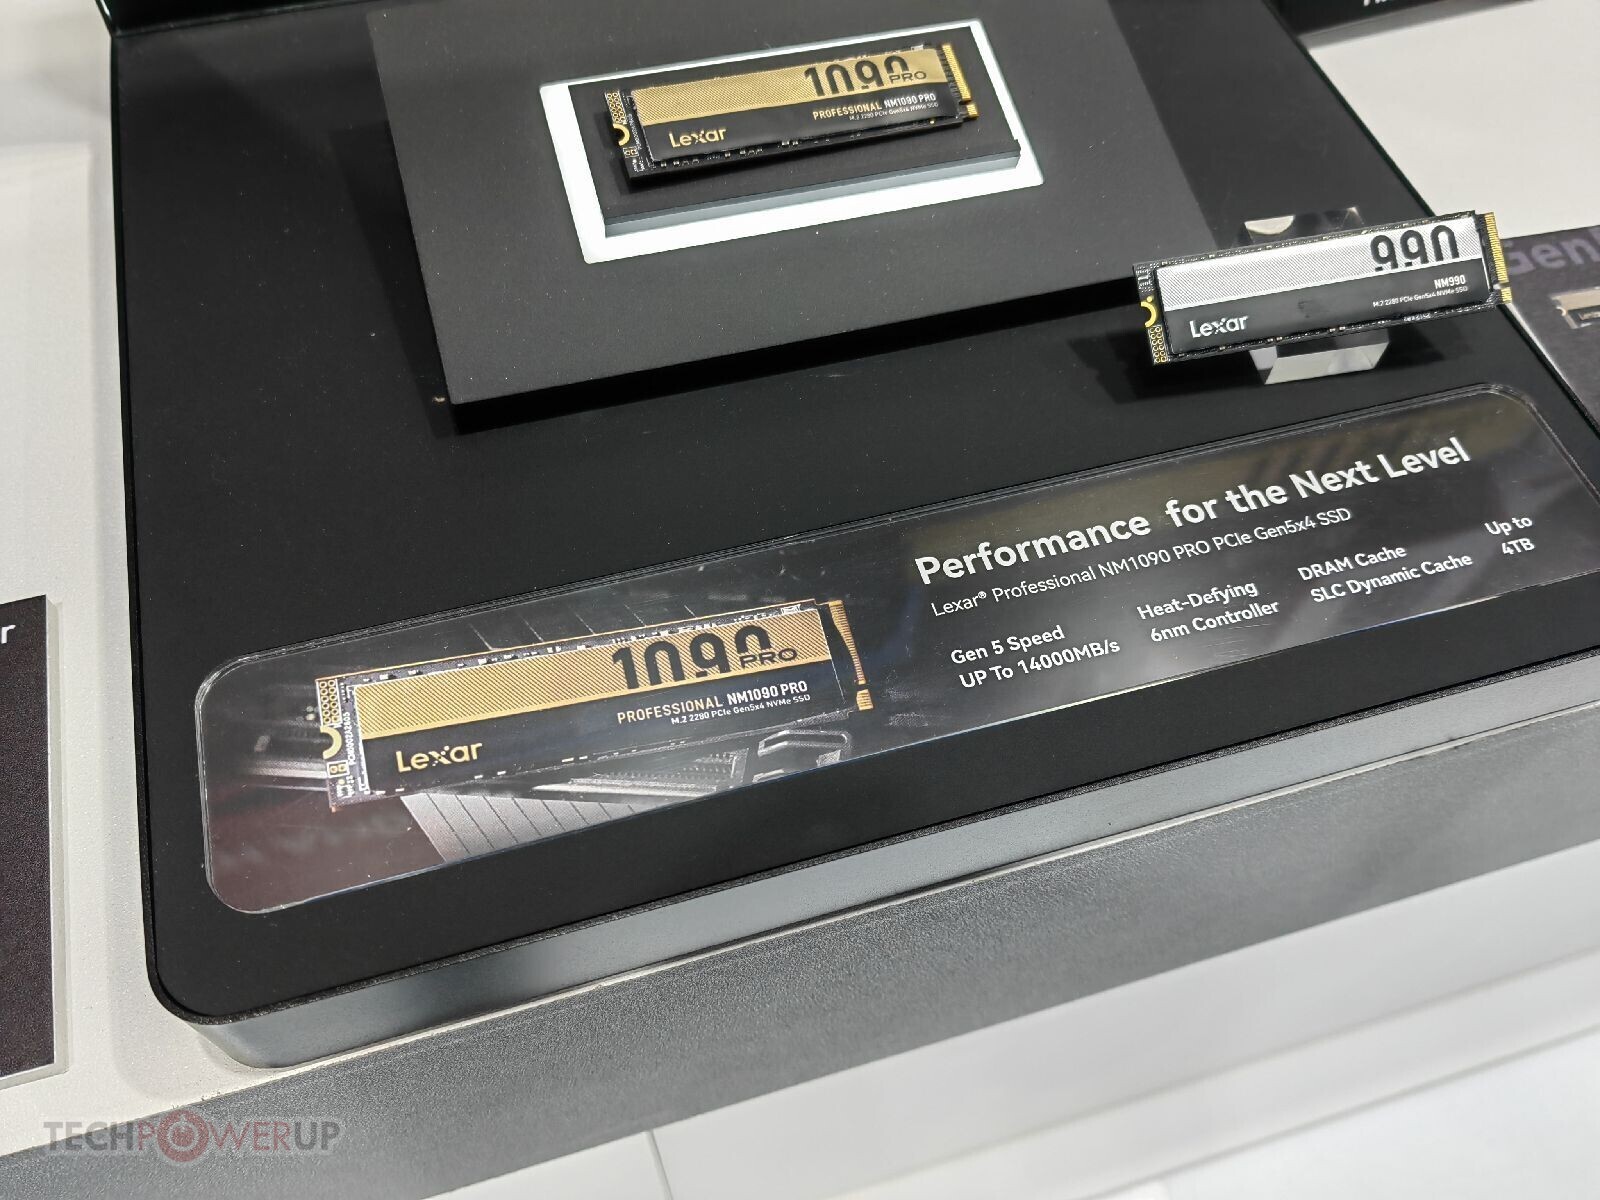 1090 PRO
PROFESSIONAL NM1090 PRO
M.2 2280 PCIe Gen5x4 NVMe SSD
Lexar
990
NM990
M.2 2280 PCIe Gen5x4 NVMe SSD
Lexar
Performance for the Next Level
Lexar® Professional NM1090 PRO PCIe Gen5x4 SSD
Gen 5 Speed
UP To 14000MB/s
Heat-Defying
6nm Controller
DRAM Cache
SLC Dynamic Cache
Up to
4TB
1090 PRO
PROFESSIONAL NM1090 PRO
M.2 2280 PCIe Gen5x4 NVMe SSD
Lexar
TECHPOWERUP